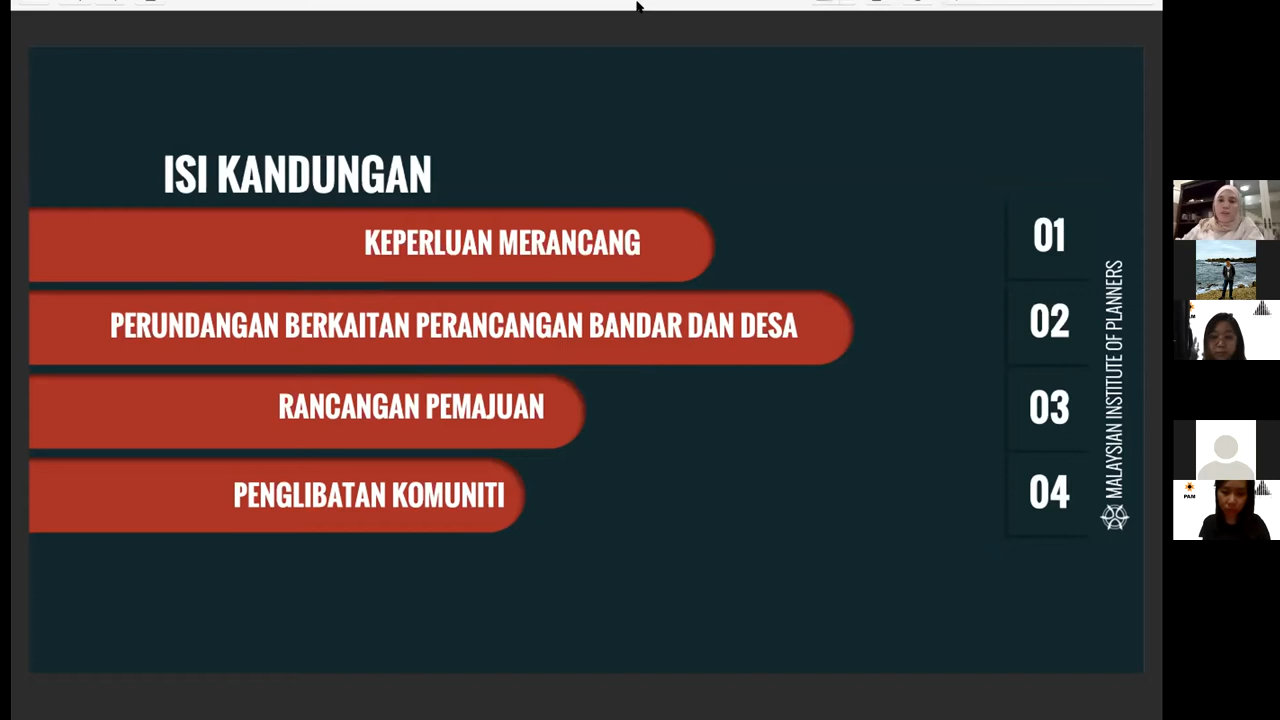 ISI KANDUNGAN
KEPERLUAN MERANCANG
01
PERUNDANGAN BERKAITAN PERANCANGAN BANDAR DAN DESA
02
RANCANGAN PEMAJUAN
03
PENGLIBATAN KOMUNITI
04
MALAYSIAN INSTITUTE OF PLANNERS
PAM